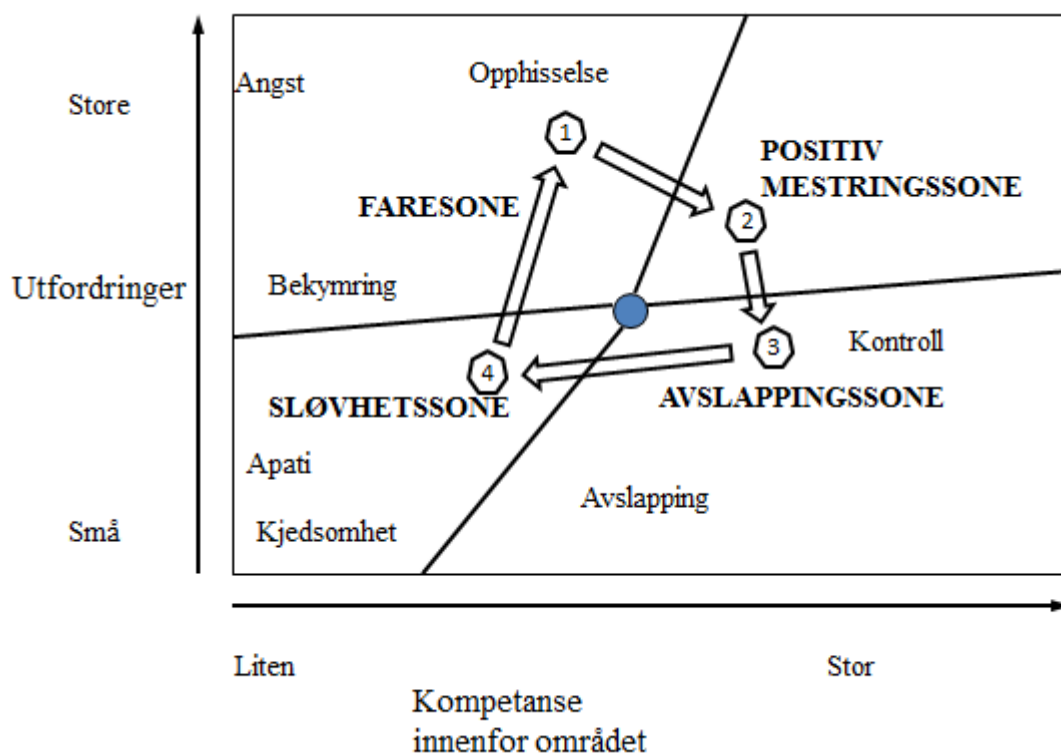 Opphisselse
Angst
Store
1
POSITIV
MESTRINGSSONE
FARESONE
2
Utfordringer
Bekymring
Kontroll
3
4
SLØVHETSSONE
AVSLAPPINGSSONE
Apati
Avslapping
Små
Kjedsomhet
Liten
Stor
Kompetanse
innenfor området